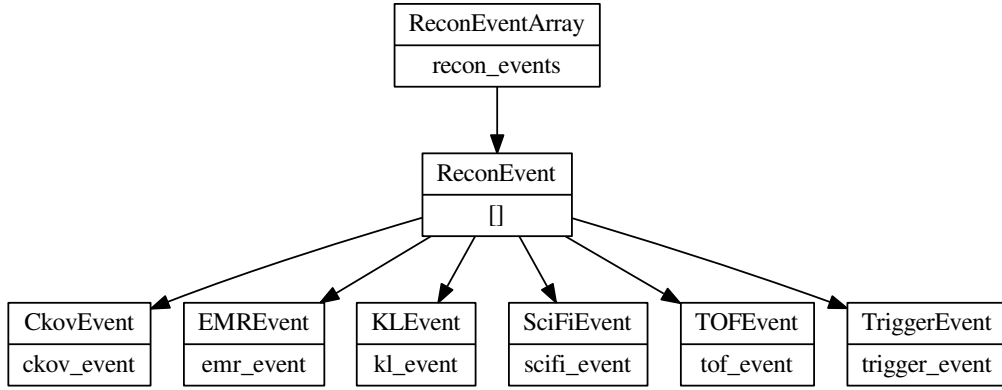 ReconEventArray
recon_events
ReconEvent
[]
CkovEvent
ckov_event
EMREvent
emr_event
KLEvent
kl_event
SciFiEvent
scifi_event
TOFEvent
tof_event
TriggerEvent
trigger_event